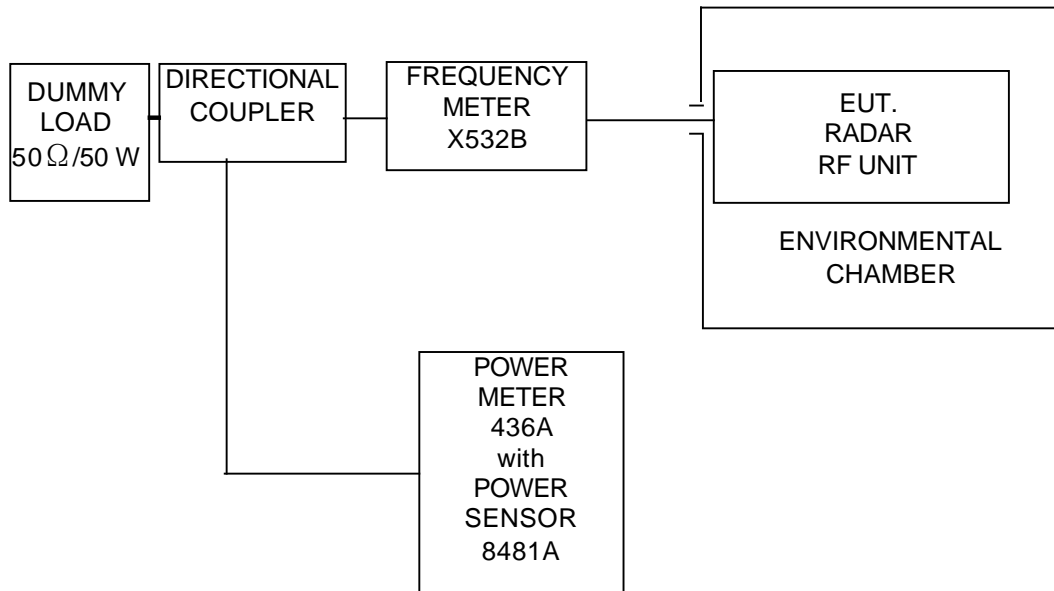 DUMMY
LOAD
50 Ω/50 W
DIRECTIONAL
COUPLER
FREQUENCY
METER
X532B
EUT.
RADAR
RF UNIT
ENVIRONMENTAL
CHAMBER
POWER
METER
436A
with
POWER
SENSOR
8481A